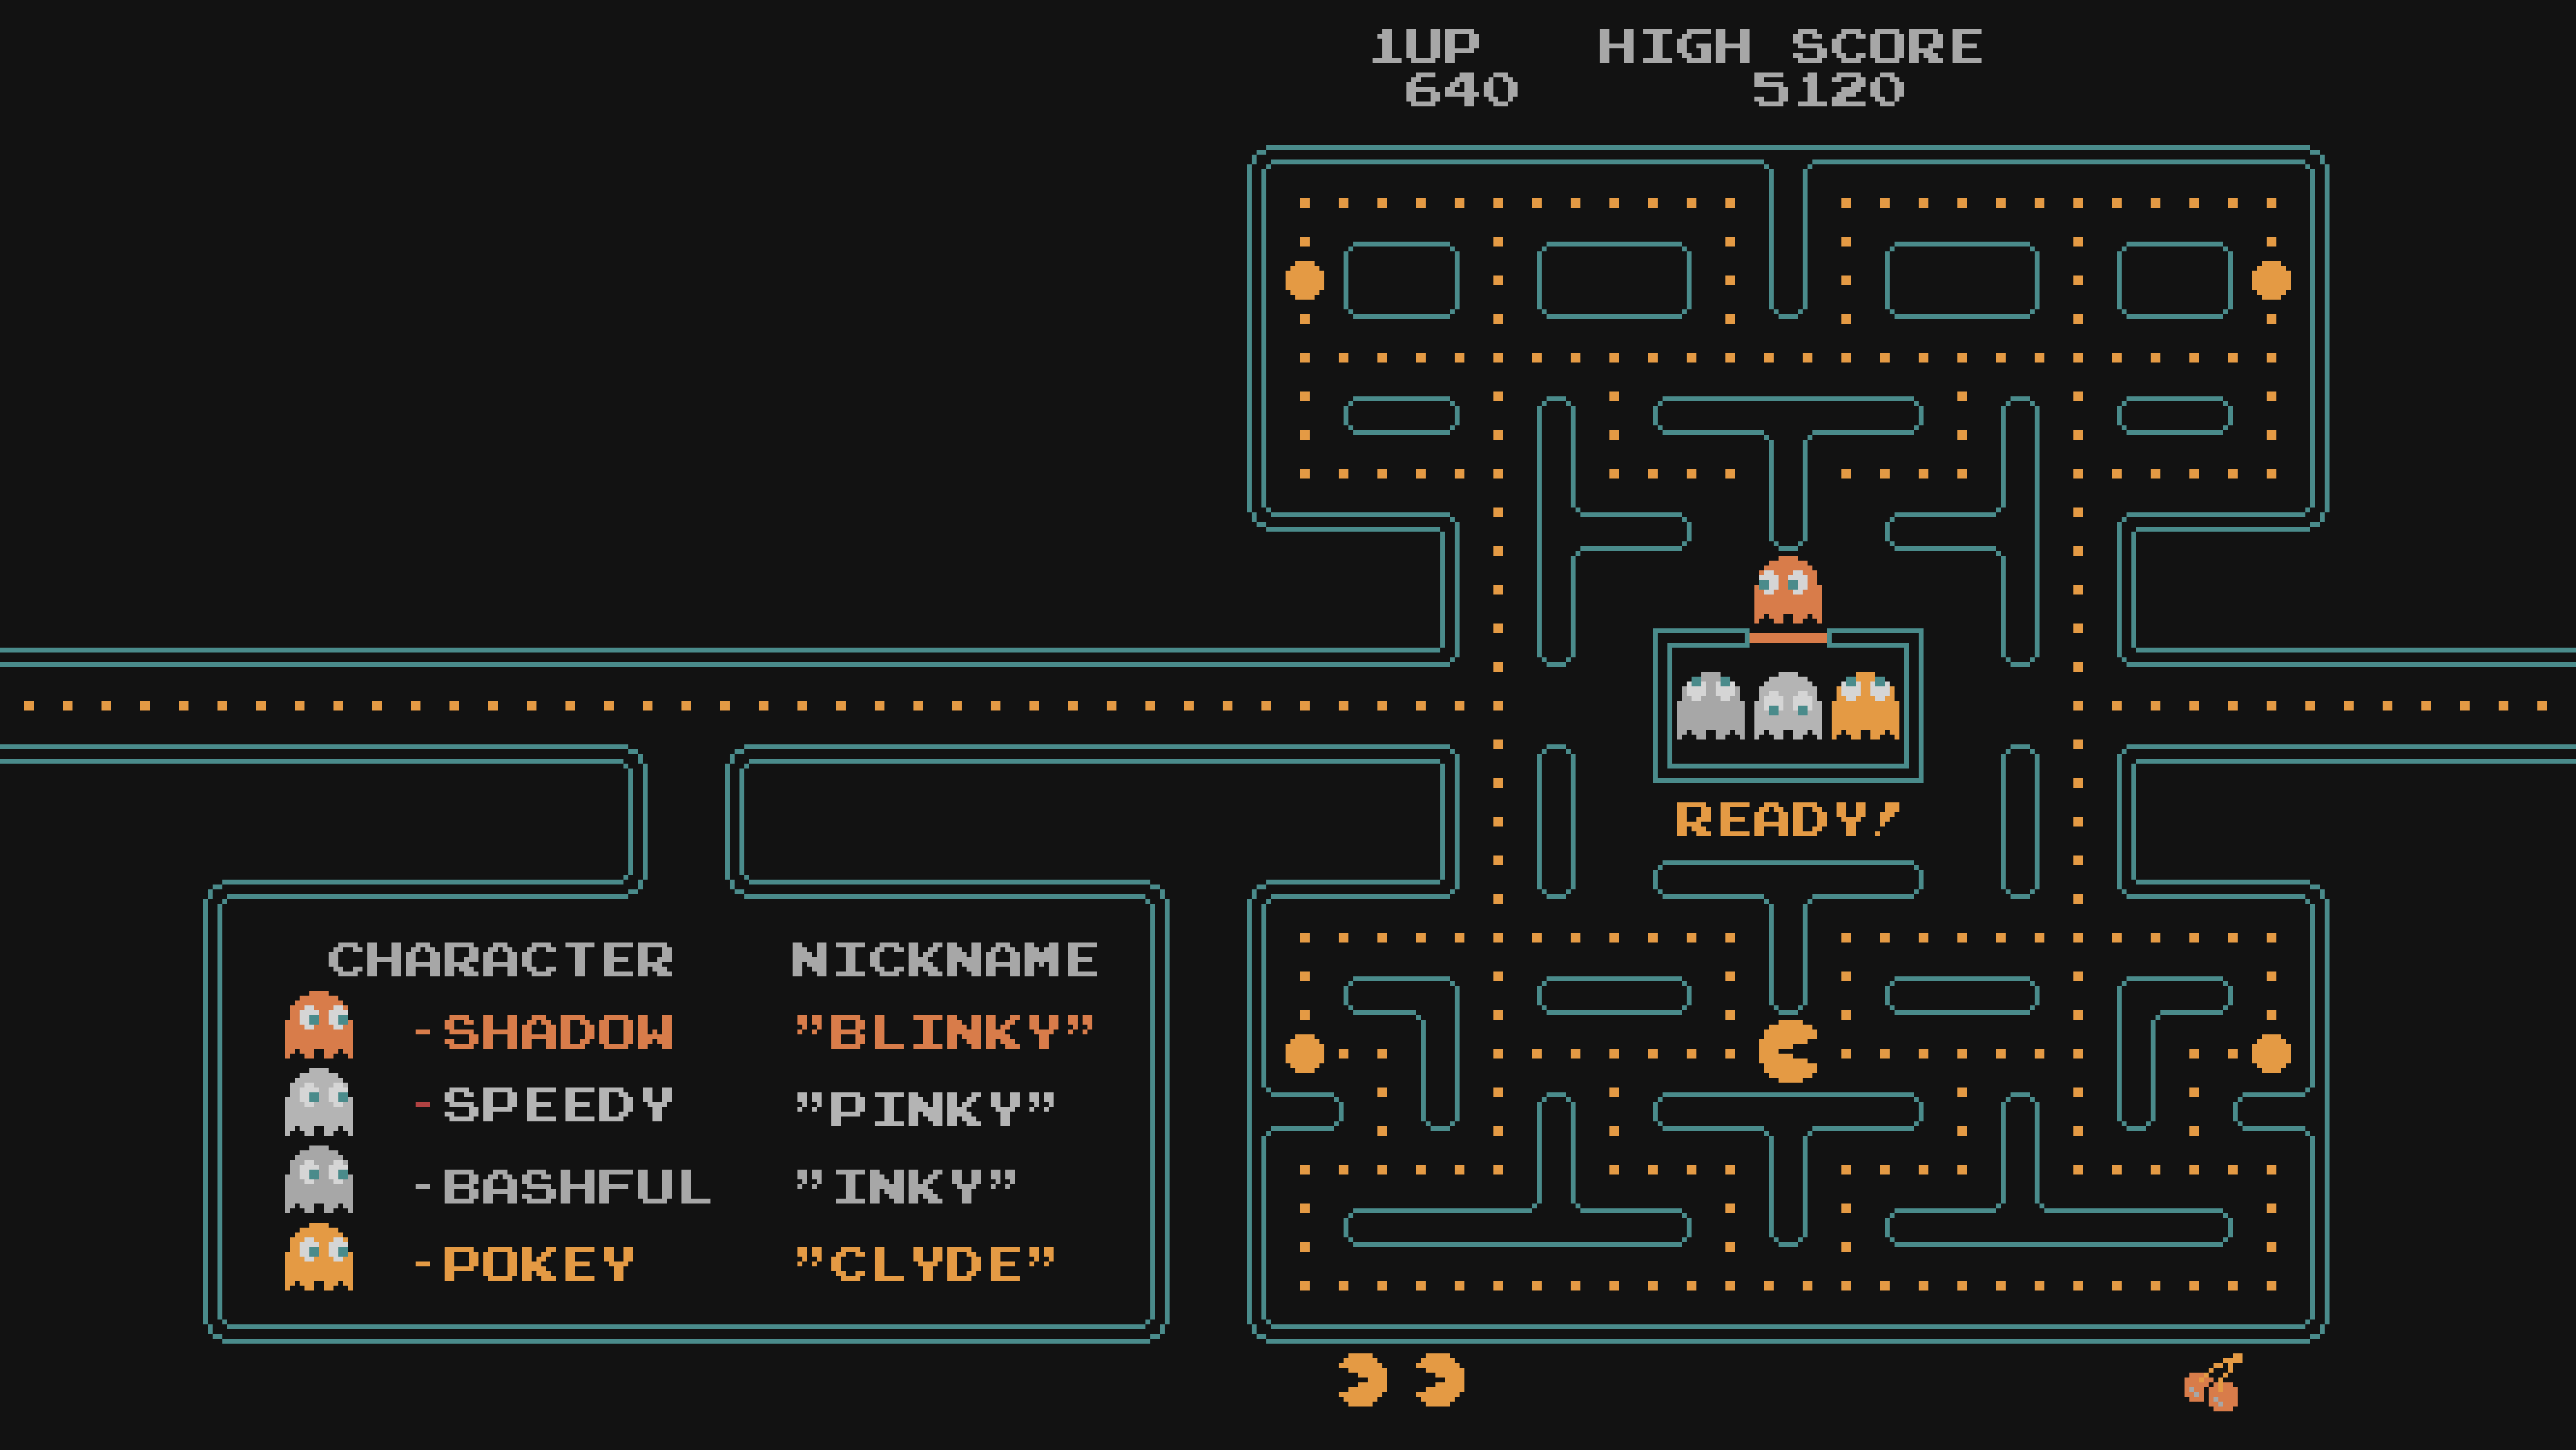 1UP HIGH SCORE
640 5120
READY!
CHARACTER NICKNAME
-SHADOW "BLINKY"
-SPEEDY "PINKY"
-BASHFUL "INKY"
-POKEY "CLYDE"